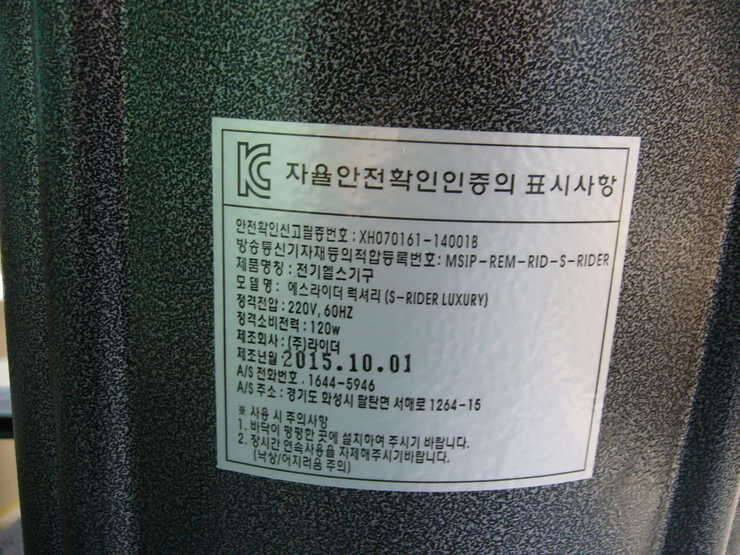 KC 자율안전확인인증의 표시사항
안전확인신고필증번호 : XH070161-14001B
방송통신기자재등의적합등록번호: MSIP-REM-RID-S-RIDER
제품명칭 : 전기헬스기구
모델명 : 에스라이더 럭셔리 (S-RIDER LUXURY)
정격전압 : 220V, 60HZ
정격소비전력 : 120w
제조회사 : (주)라이더
제조년월 2015.10.01
A/S 전화번호 . 1644-5946
A/S 주소 : 경기도 화성시 팔탄면 서해로 1264-15
※ 사용 시 주의사항
1. 바닥이 평평한 곳에 설치하여 주시기 바랍니다.
2. 장시간 연속사용을 자제해주시기바랍니다.
(낙상/어지러움 주의)